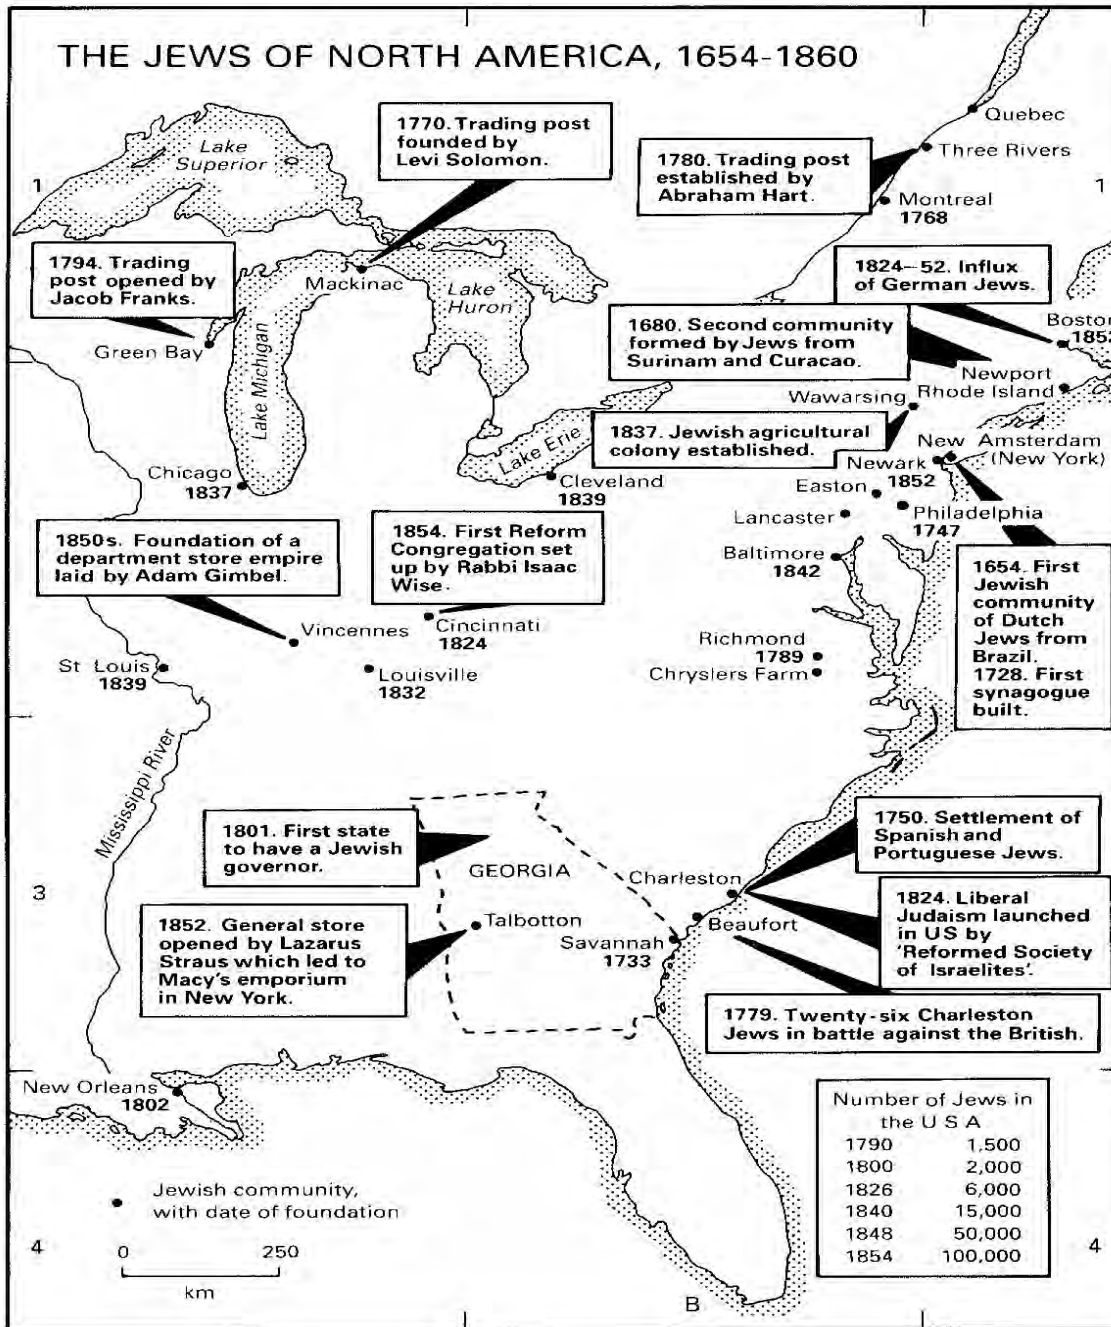 THE JEWS OF NORTH AMERICA, 1654-1860
Lake
Superior
1770. Trading post
founded by
Levi Solomon.
1780. Trading post
established by
Abraham Hart.
Quebec
Three Rivers
Montreal
1768
1
1
1794. Trading
post opened by
Jacob Franks.
Mackinac
Lake
Huron
1824–52. Influx
of German Jews.
Boston
1852
Green Bay
Lake Michigan
1680. Second community
formed by Jews from
Surinam and Curacao.
Newport
Rhode Island
Wawarsing
1837. Jewish agricultural
colony established.
Lake Erie
New Amsterdam
(New York)
Newark
1852
Chicago
1837
Cleveland
1839
Easton
Lancaster
Philadelphia
1747
1850s. Foundation of a
department store empire
laid by Adam Gimbel.
1854. First Reform
Congregation set
up by Rabbi Isaac
Wise.
Baltimore
1842
1654. First
Jewish
community
of Dutch
Jews from
Brazil.
1728. First
synagogue
built.
Vincennes
Cincinnati
1824
St Louis
1839
Louisville
1832
Richmond
1789
Chryslers Farm
Mississippi River
1801. First state
to have a Jewish
governor.
GEORGIA
Charleston
1750. Settlement of
Spanish and
Portuguese Jews.
3
1852. General store
opened by Lazarus
Straus which led to
Macy's emporium
in New York.
Talbotton
Savannah
1733
Beaufort
1824. Liberal
Judaism launched
in US by
'Reformed Society
of Israelites'.
1779. Twenty-six Charleston
Jews in battle against the British.
New Orleans
1802
Number of Jews in
the U S A
1790 1,500
1800 2,000
1826 6,000
1840 15,000
1848 50,000
1854 100,000
Jewish community,
with date of foundation
4
0 250
km
B
4